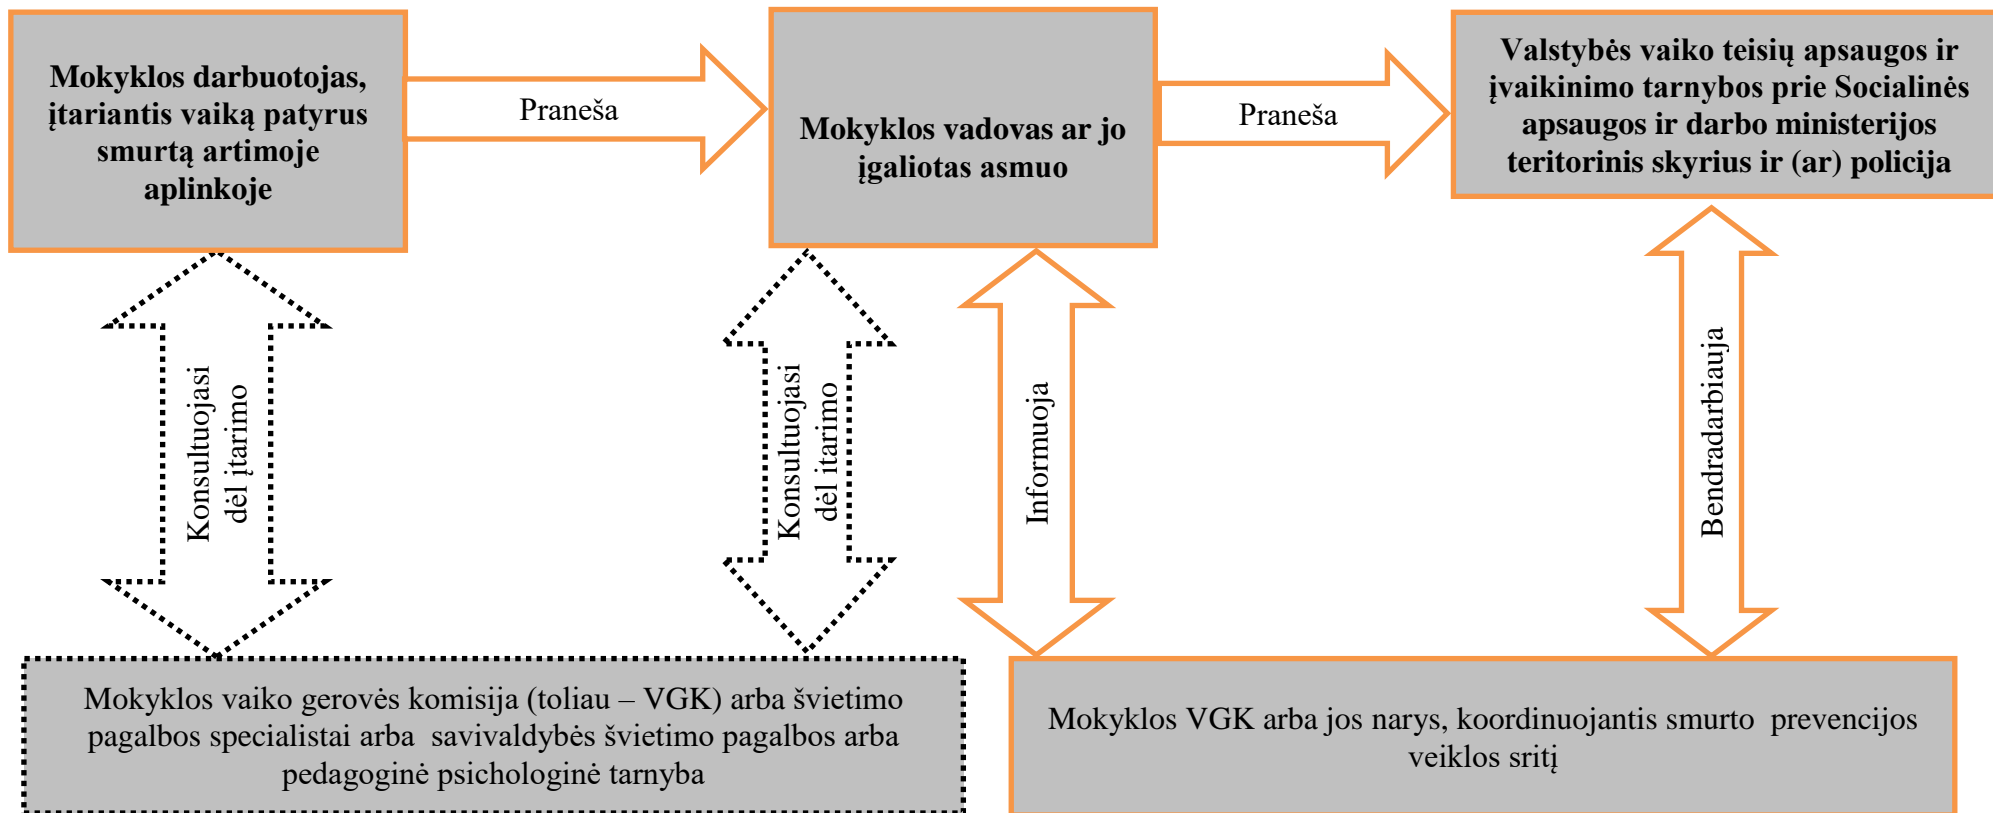 Mokyklos darbuotojas,
įtariantis vaiką patyrus
smurtą artimoje
aplinkoje
Praneša
Mokyklos vadovas ar jo
įgaliotas asmuo
Praneša
Valstybės vaiko teisių apsaugos ir
įvaikinimo tarnybos prie Socialinės
apsaugos ir darbo ministerijos
teritorinis skyrius ir (ar) policija
Konsultuojasi
dėl įtarimo
Konsultuojasi
dėl itarimo
Informuoja
Bendradarbiauja
Mokyklos vaiko gerovės komisija (toliau – VGK) arba švietimo
pagalbos specialistai arba savivaldybės švietimo pagalbos arba
pedagoginė psichologinė tarnyba
Mokyklos VGK arba jos narys, koordinuojantis smurto prevencijos
veiklos sritį